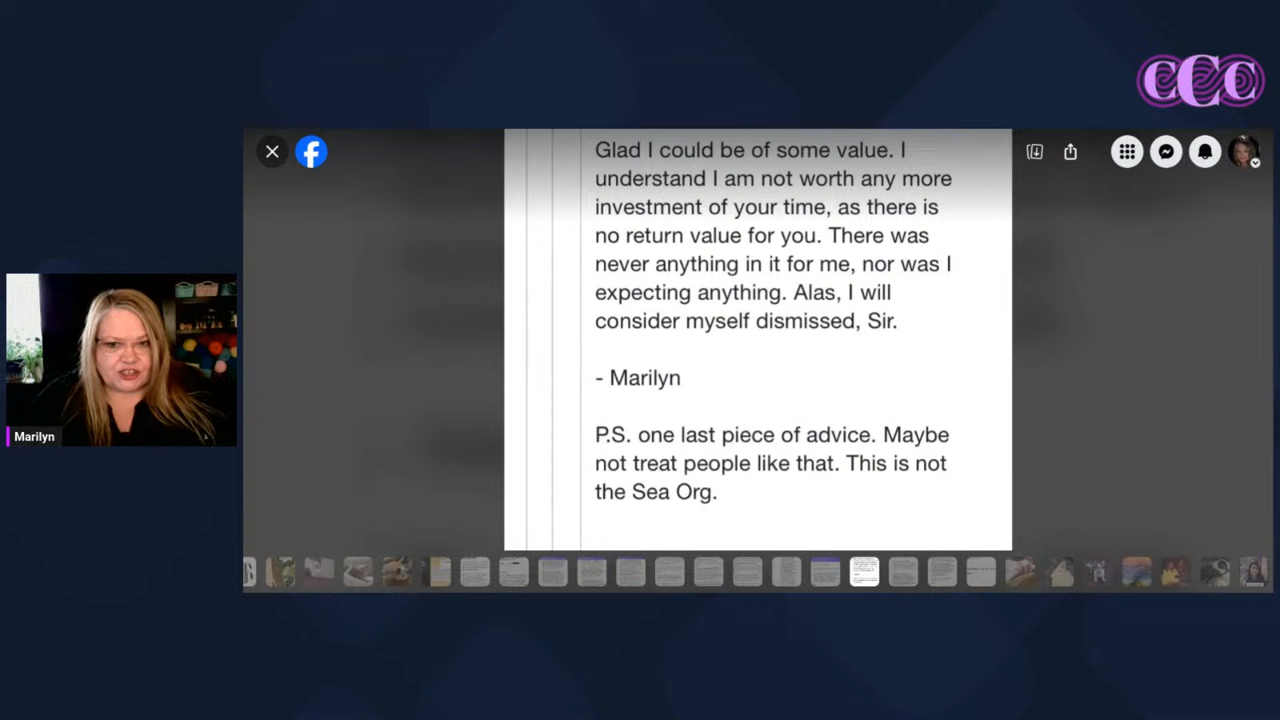 CCC
Glad I could be of some value. I
understand I am not worth any more
investment of your time, as there is
no return value for you. There was
never anything in it for me, nor was I
expecting anything. Alas, I will
consider myself dismissed, Sir.
- Marilyn
P.S. one last piece of advice. Maybe
not treat people like that. This is not
the Sea Org.
Marilyn